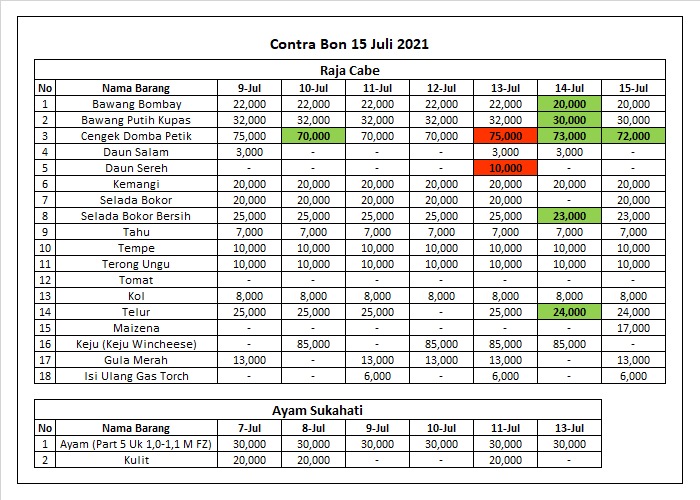 Contra Bon 15 Juli 2021
Raja Cabe
No Nama Barang 9-Jul 10-Jul 11-Jul 12-Jul 13-Jul 14-Jul 15-Jul
1 Bawang Bombay 22,000 22,000 22,000 22,000 22,000 20,000 20,000
2 Bawang Putih Kupas 32,000 32,000 32,000 32,000 32,000 30,000 30,000
3 Cengek Domba Petik 75,000 70,000 70,000 70,000 75,000 73,000 72,000
4 Daun Salam 3,000 - - - 3,000 3,000 -
5 Daun Sereh - - - - 10,000 - -
6 Kemangi 20,000 20,000 20,000 20,000 20,000 20,000 20,000
7 Selada Bokor 20,000 20,000 20,000 20,000 20,000 - 20,000
8 Selada Bokor Bersih 25,000 25,000 25,000 25,000 25,000 23,000 23,000
9 Tahu 7,000 7,000 7,000 7,000 7,000 7,000 7,000
10 Tempe 10,000 10,000 10,000 10,000 10,000 10,000 10,000
11 Terong Ungu 10,000 10,000 10,000 10,000 10,000 10,000 10,000
12 Tomat - - - - - - -
13 Kol 8,000 8,000 8,000 8,000 8,000 8,000 8,000
14 Telur 25,000 25,000 25,000 - 25,000 24,000 24,000
15 Maizena - - - - - - 17,000
16 Keju (Keju Wincheese) - 85,000 - 85,000 85,000 85,000 -
17 Gula Merah 13,000 - 13,000 13,000 13,000 - 13,000
18 Isi Ulang Gas Torch - - 6,000 - 6,000 - 6,000
Ayam Sukahati
No Nama Barang 7-Jul 8-Jul 9-Jul 10-Jul 11-Jul 13-Jul
1 Ayam (Part 5 Uk 1,0-1,1 M FZ) 30,000 30,000 30,000 30,000 30,000 30,000
2 Kulit 20,000 20,000 - - 20,000 -